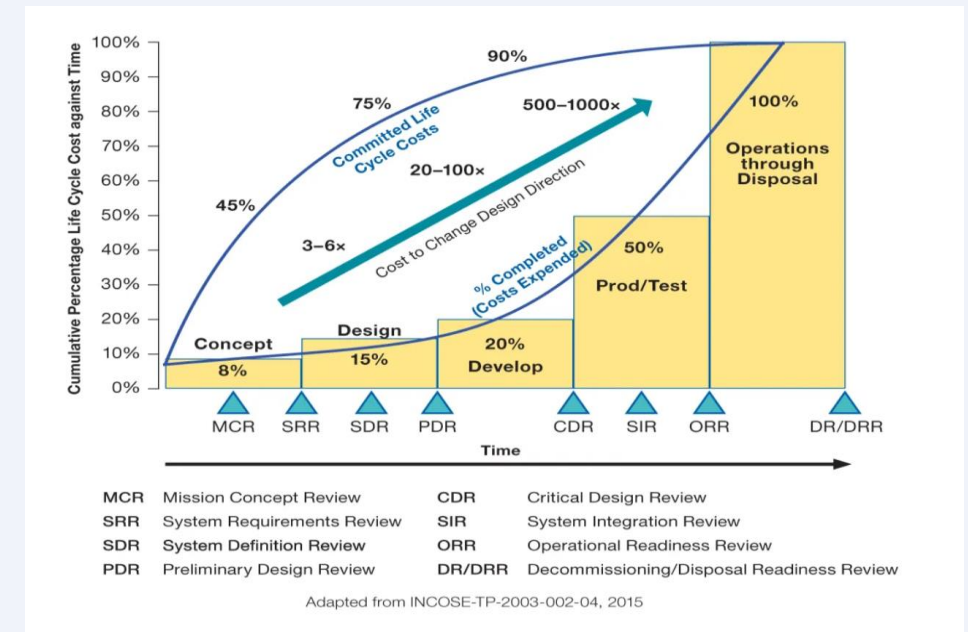 Cumulative Percentage Life Cycle Cost against Time
100%
90%
80%
70%
60%
50%
40%
30%
20%
10%
0%
45%
75%
90%
Committed Life
Cycle Costs
3–6×
20–100×
500–1000×
Cost to Change Design Direction
% Completed
(Costs Expended)
Concept
8%
Design
15%
20%
Develop
50%
Prod/Test
100%
Operations
through
Disposal
MCR SRR SDR PDR CDR SIR ORR DR/DRR
Time
MCR Mission Concept Review CDR Critical Design Review
SRR System Requirements Review SIR System Integration Review
SDR System Definition Review ORR Operational Readiness Review
PDR Preliminary Design Review DR/DRR Decommissioning/Disposal Readiness Review
Adapted from INCOSE-TP-2003-002-04, 2015